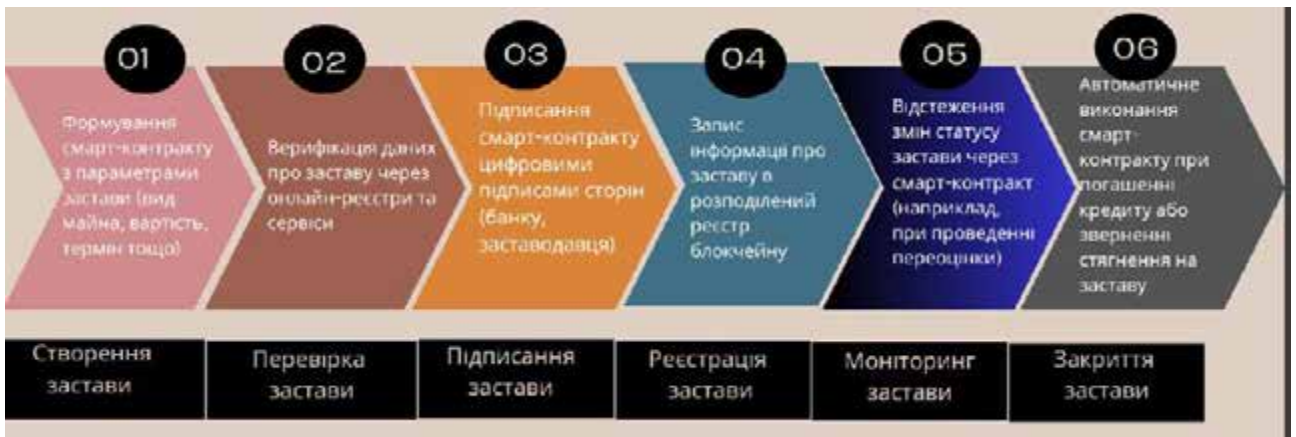 01
Формування
смарт-контракту
з параметрами
застави (вид
майна, вартість,
термін тощо)
02
Верифікація даних
про заставу через
онлайн-реєстри та
сервіси
03
Підписання
смарт-контракту
цифровими
підписами сторін
(банку,
заставодавця)
04
Запис
інформації про
заставу в
розподілений
реєстр
блокчейну
05
Відстеження
змін статусу
застави через
смарт-контракт
(наприклад,
при проведенні
переоцінки)
06
Автоматичне
виконання
смарт-
контракту при
погашенні
кредиту або
зверненні
стягнення на
заставу
Створення
застави
Перевірка
застави
Підписання
застави
Реєстрація
застави
Моніторинг
застави
Закриття
застави